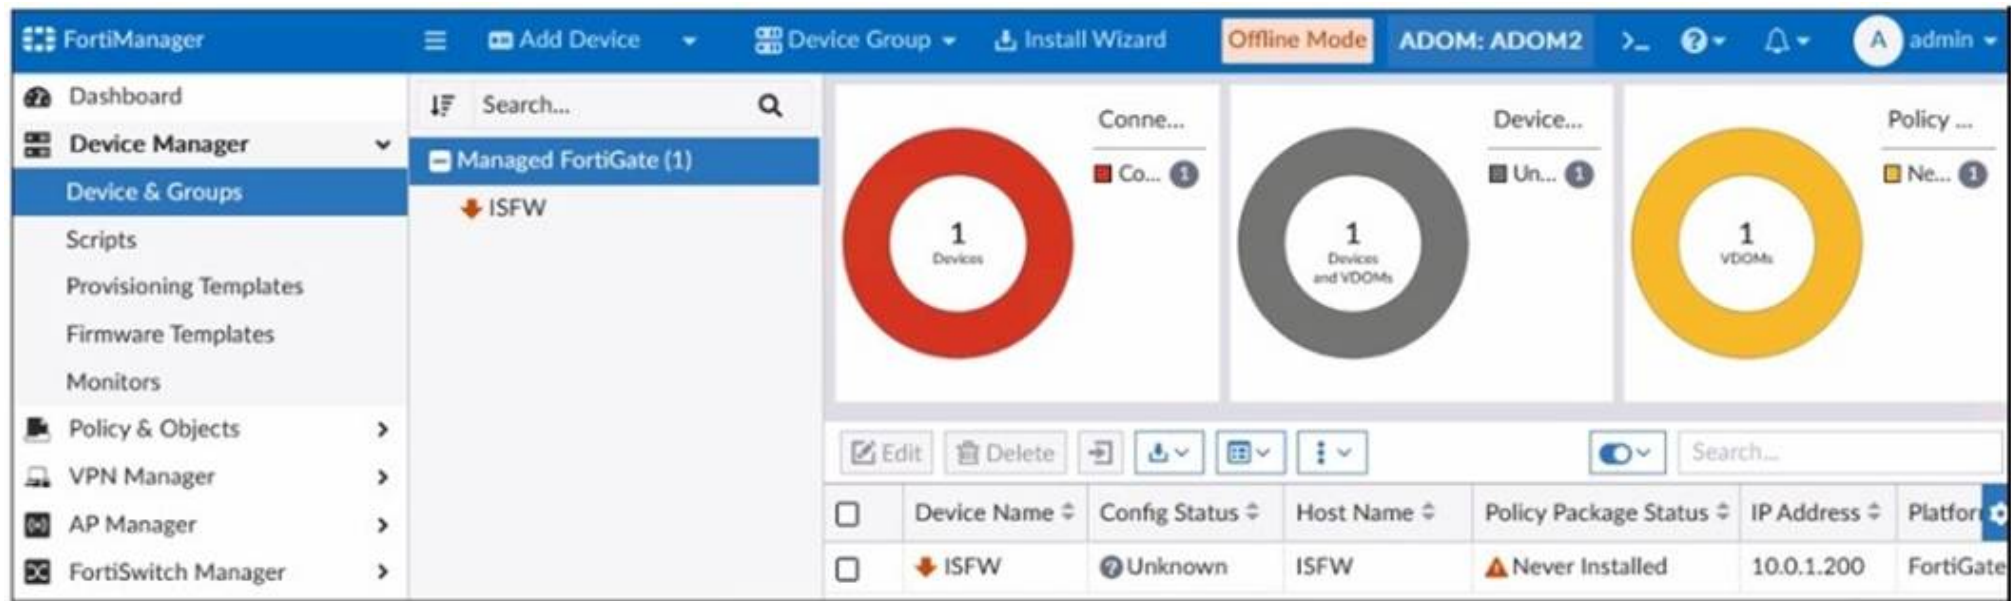 FortiManager
Add Device
Device Group
Install Wizard
Offline Mode
ADOM: ADOM2
>_
?
A admin
Dashboard
Device Manager
Device & Groups
Scripts
Provisioning Templates
Firmware Templates
Monitors
Policy & Objects
VPN Manager
AP Manager
FortiSwitch Manager
Search...
Managed FortiGate (1)
ISFW
Conne...
Co... 1
1
Devices
Device...
Un... 1
1
Devices
and VDOMs
Policy ...
Ne... 1
1
VDOMs
Edit
Delete
Search...
Device Name Config Status Host Name Policy Package Status IP Address Platfor
ISFW ?Unknown ISFW Never Installed 10.0.1.200 FortiGate